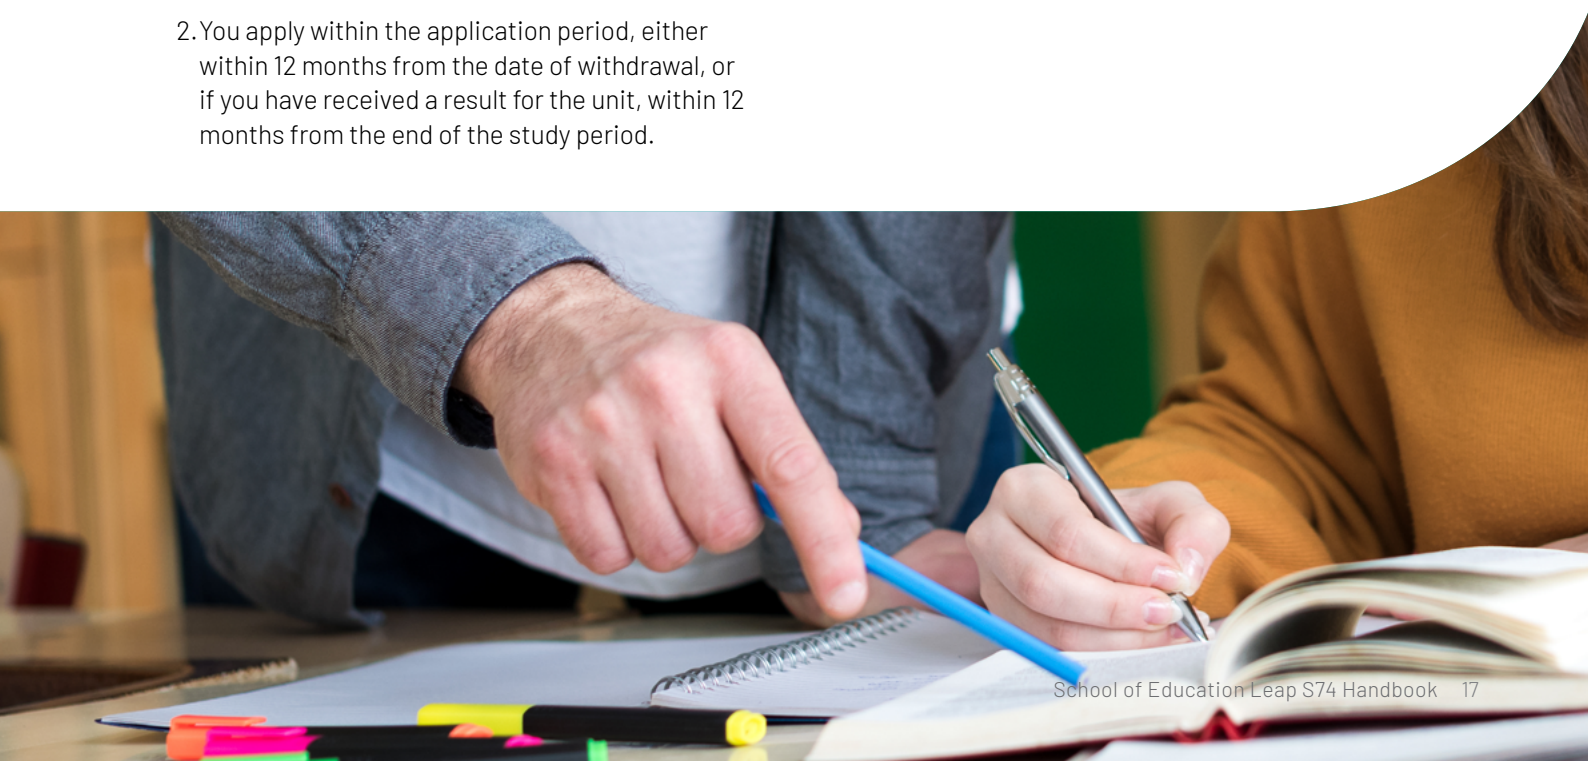 2. You apply within the application period, either
within 12 months from the date of withdrawal, or
if you have received a result for the unit, within 12
months from the end of the study period.
School of Education Leap S74 Handbook 17